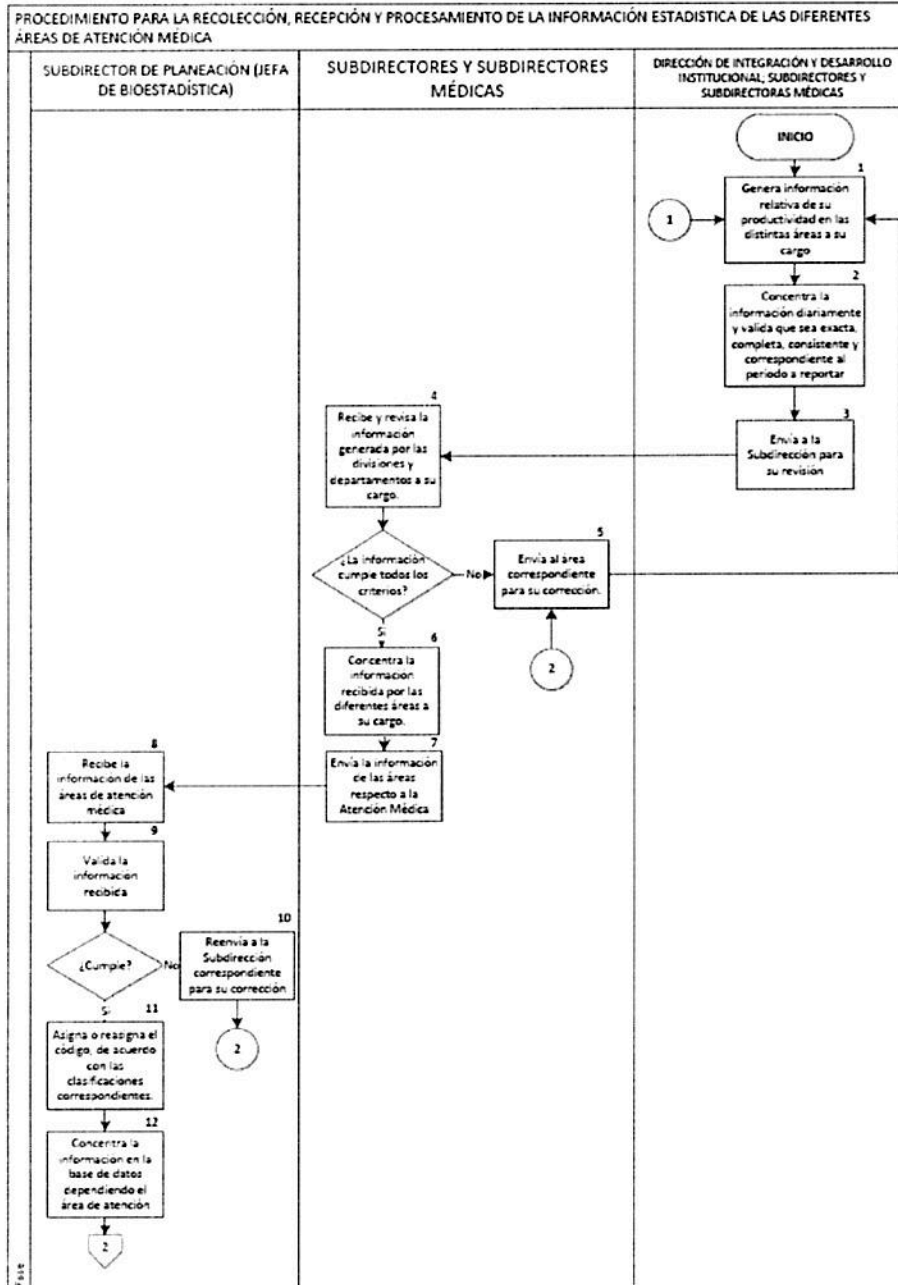 PROCEDIMIENTO PARA LA RECOLECCIÓN, RECEPCIÓN Y PROCESAMIENTO DE LA INFORMACIÓN ESTADISTICA DE LAS DIFERENTES
ÁREAS DE ATENCIÓN MÉDICA
SUBDIRECTOR DE PLANEACIÓN (JEFA
DE BIOESTADÍSTICA)
SUBDIRECTORES Y SUBDIRECTORES
MÉDICAS
DIRECCIÓN DE INTEGRACIÓN Y DESARROLLO
INSTITUCIONAL; SUBDIRECTORES Y
SUBDIRECTORAS MÉDICAS
INICIO
1
Genera información
relativa de su
productividad en las
distintas áreas a su
cargo
1
2
Concentra la
información diariamente
y valida que sea exacta,
completa, consistente y
correspondiente al
periodo a reportar
3
Envía a la
Subdirección para
su revisión
4
Recibe y revisa la
información
generada por las
divisiones y
departamentos a su
cargo.
¿La información
cumple todos los
criterios?
No
5
Envía al área
correspondiente
para su corrección.
2
Si
6
Concentra la
información
recibida por las
diferentes áreas a
su cargo.
7
Envía la información
de las áreas
respecto a la
Atención Médica
8
Recibe la
información de las
áreas de atención
médica
9
Valida la
información
recibida
¿Cumple?
No
10
Reenvía a la
Subdirección
correspondiente
para su corrección
2
Si
11
Asigna o reasigna el
código, de acuerdo
con las
clasificaciones
correspondientes.
12
Concentra la
información en la
base de datos
dependiendo el
área de atención
2
Fase